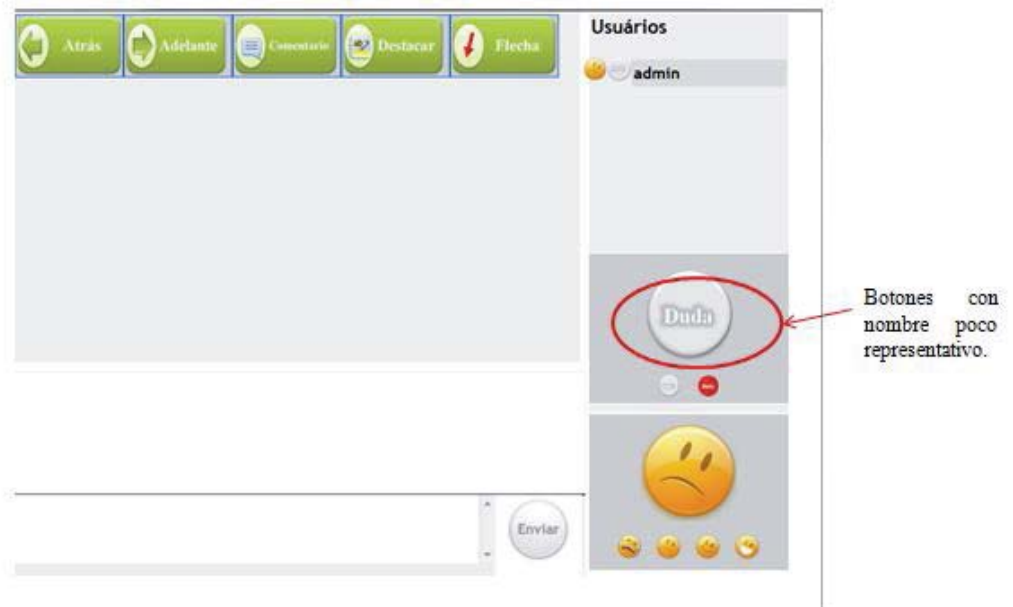 Atrás
Adelante
Comentario
Destacar
Flecha
Usuários
admin
Duda
Botones con
nombre poco
representativo.
Enviar